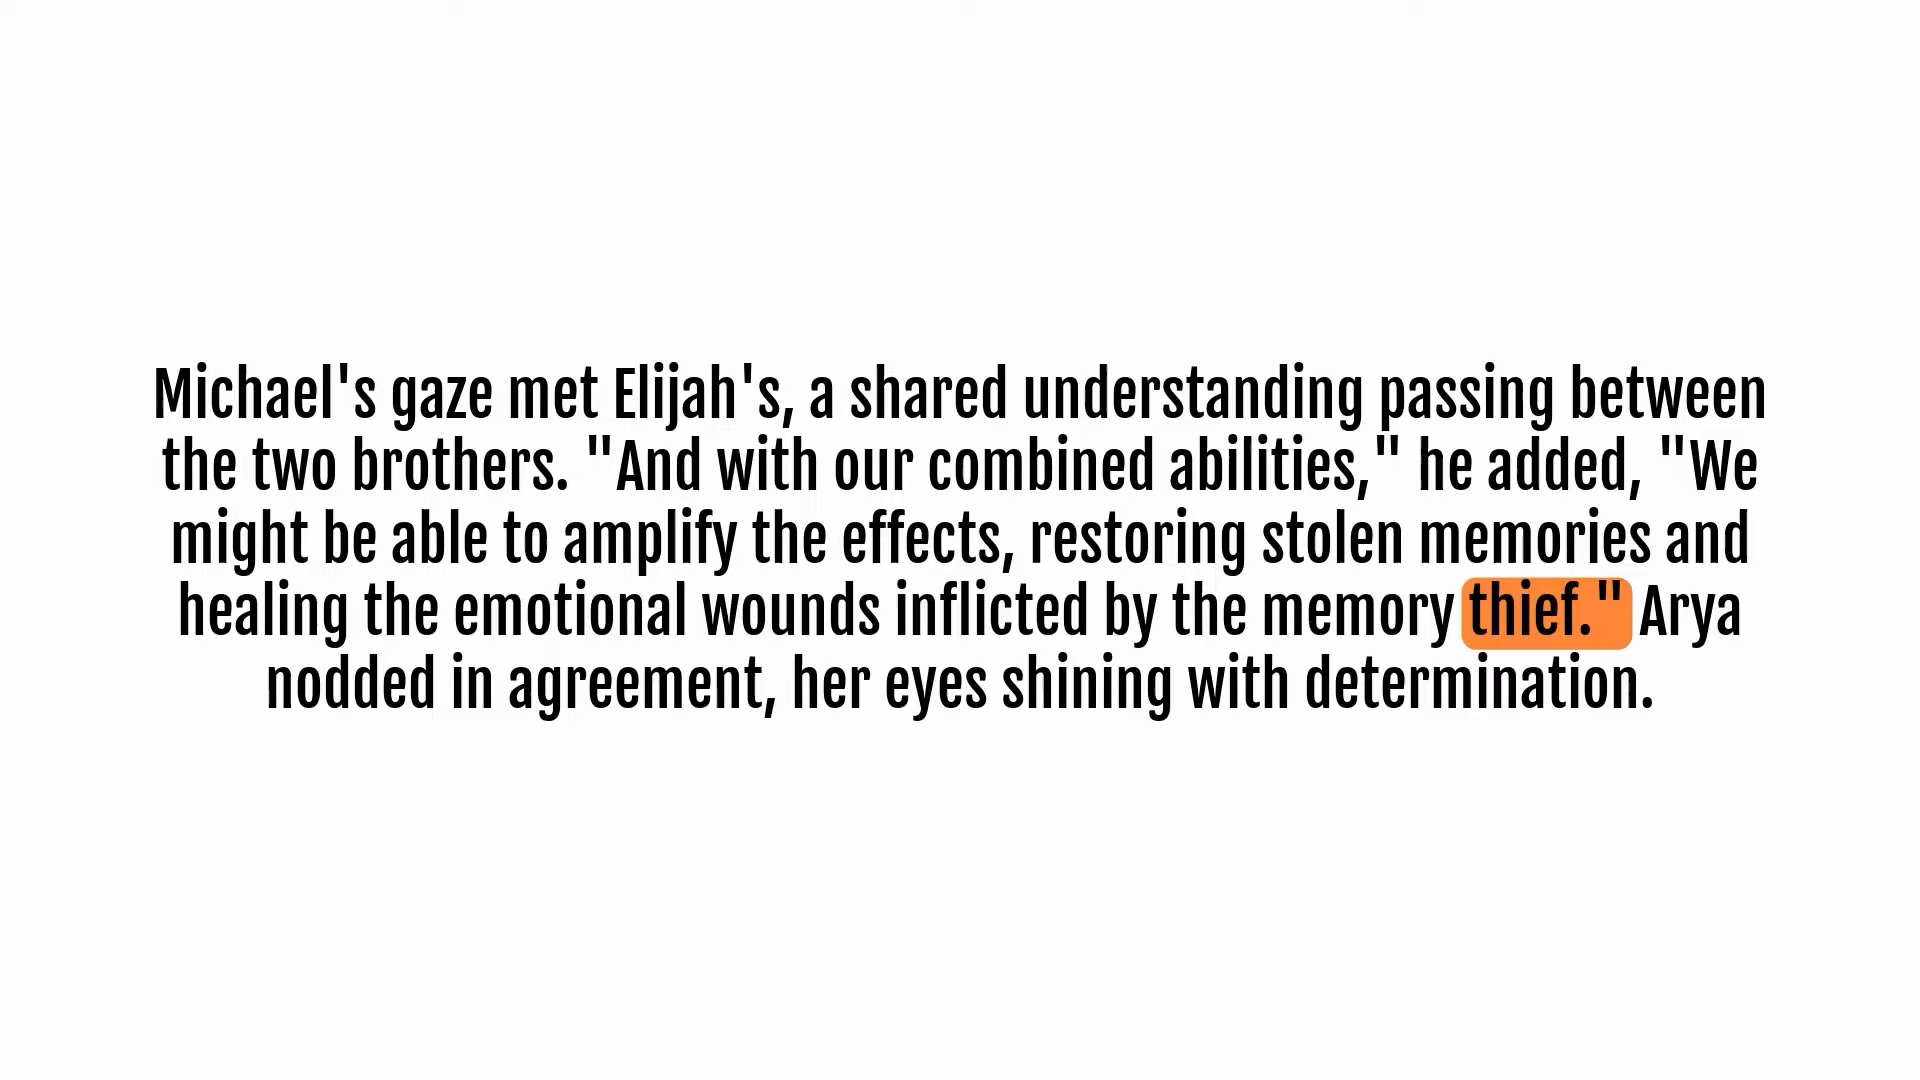 Michael's gaze met Elijah's, a shared understanding passing between
the two brothers. "And with our combined abilities," he added, "We
might be able to amplify the effects, restoring stolen memories and
healing the emotional wounds inflicted by the memory thief." Arya
nodded in agreement, her eyes shining with determination.